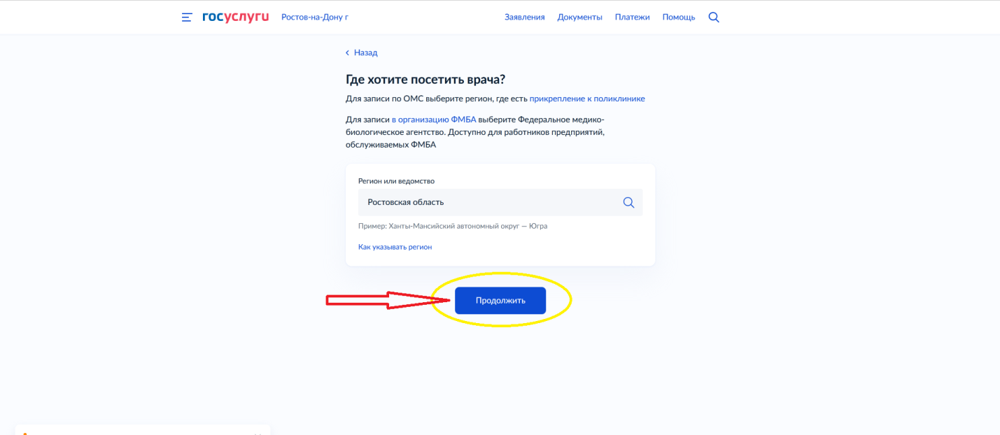 госуслуги Ростов-на-Дону г Заявления Документы Платежи Помощь
Назад
Где хотите посетить врача?
Для записи по ОМС выберите регион, где есть прикрепление к поликлинике
Для записи в организацию ФМБА выберите Федеральное медико-
биологическое агентство. Доступно для работников предприятий,
обслуживаемых ФМБА
Регион или ведомство
Ростовская область
Пример: Ханты-Мансийский автономный округ — Югра
Как указывать регион
Продолжить